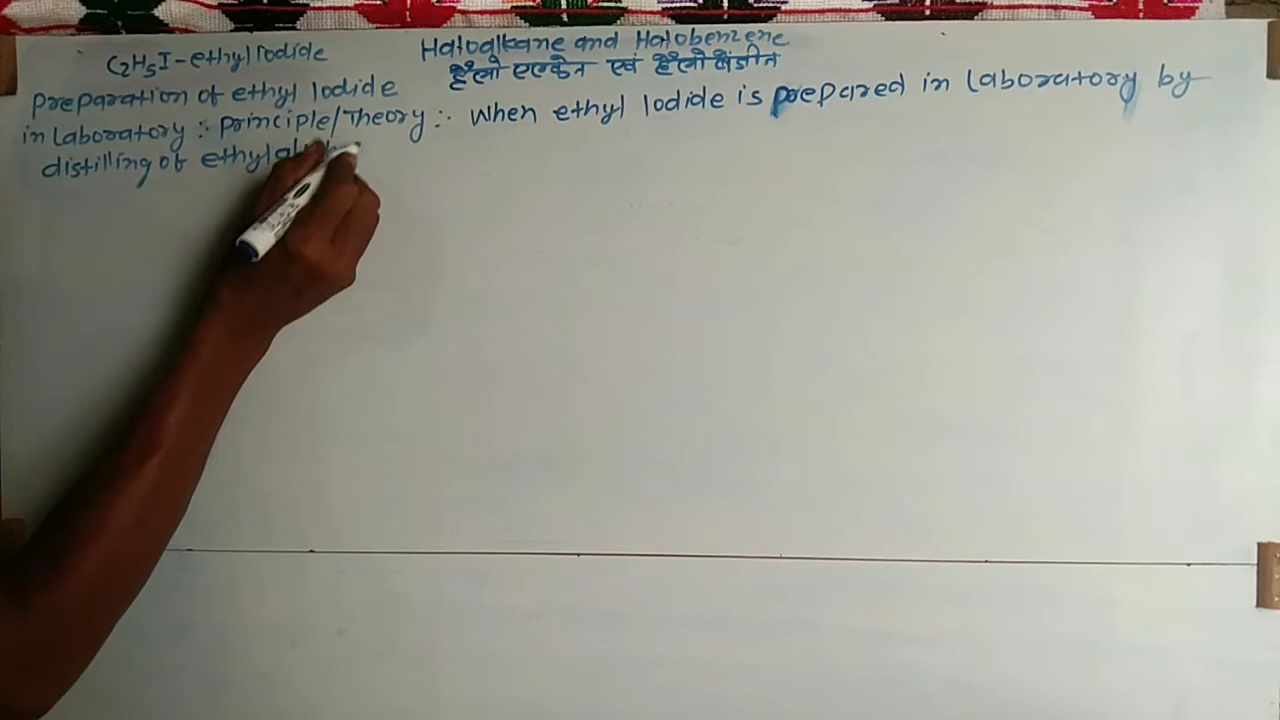 Haloalkane and Halobenzene
हैलो एल्केन एवं हैलो बेंजीन
C2H5I - ethyl Iodide
Preparation of ethyl Iodide
in Laboratory :- Principle/Theory :- When ethyl Iodide is prepared in Laboratory by
distilling of ethyl